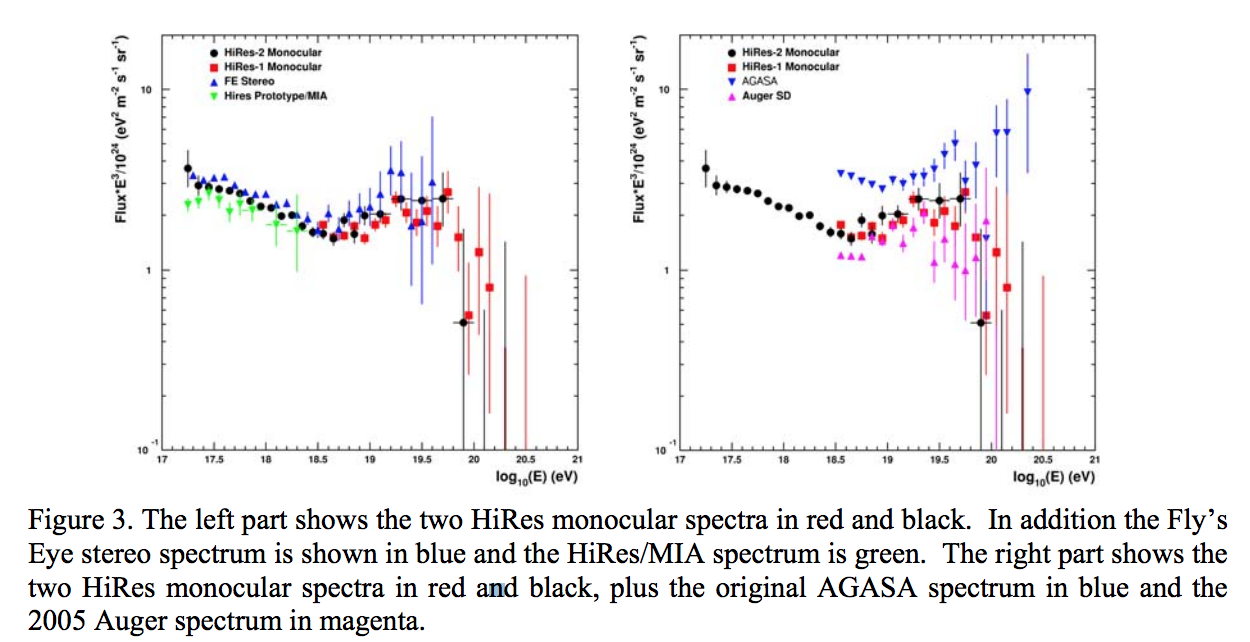 HiRes-2 Monocular
HiRes-1 Monocular
FE Stereo
Hires Prototype/MIA
Flux*E³/10²⁴ (eV² m⁻² s⁻¹ sr⁻¹)
10
1
10⁻¹
17 17.5 18 18.5 19 19.5 20 20.5 21
log₁₀(E) (eV)
HiRes-2 Monocular
HiRes-1 Monocular
AGASA
Auger SD
Flux*E³/10²⁴ (eV² m⁻² s⁻¹ sr⁻¹)
10
1
10⁻¹
17 17.5 18 18.5 19 19.5 20 20.5 21
log₁₀(E) (eV)
Figure 3. The left part shows the two HiRes monocular spectra in red and black. In addition the Fly’s
Eye stereo spectrum is shown in blue and the HiRes/MIA spectrum is green. The right part shows the
two HiRes monocular spectra in red and black, plus the original AGASA spectrum in blue and the
2005 Auger spectrum in magenta.